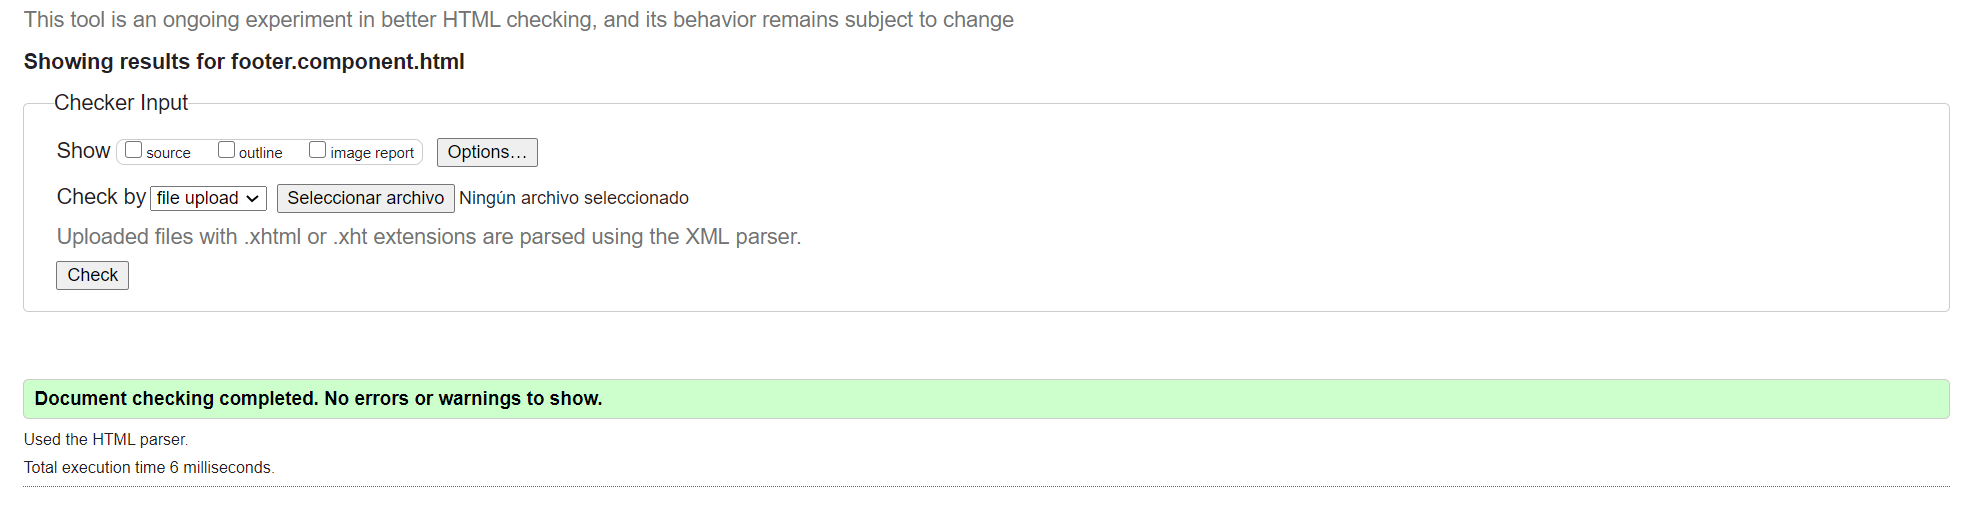 This tool is an ongoing experiment in better HTML checking, and its behavior remains subject to change
Showing results for footer.component.html
Checker Input
Show source outline image report Options...
Check by file upload Seleccionar archivo Ningún archivo seleccionado
Uploaded files with .xhtml or .xht extensions are parsed using the XML parser.
Check
Document checking completed. No errors or warnings to show.
Used the HTML parser.
Total execution time 6 milliseconds.